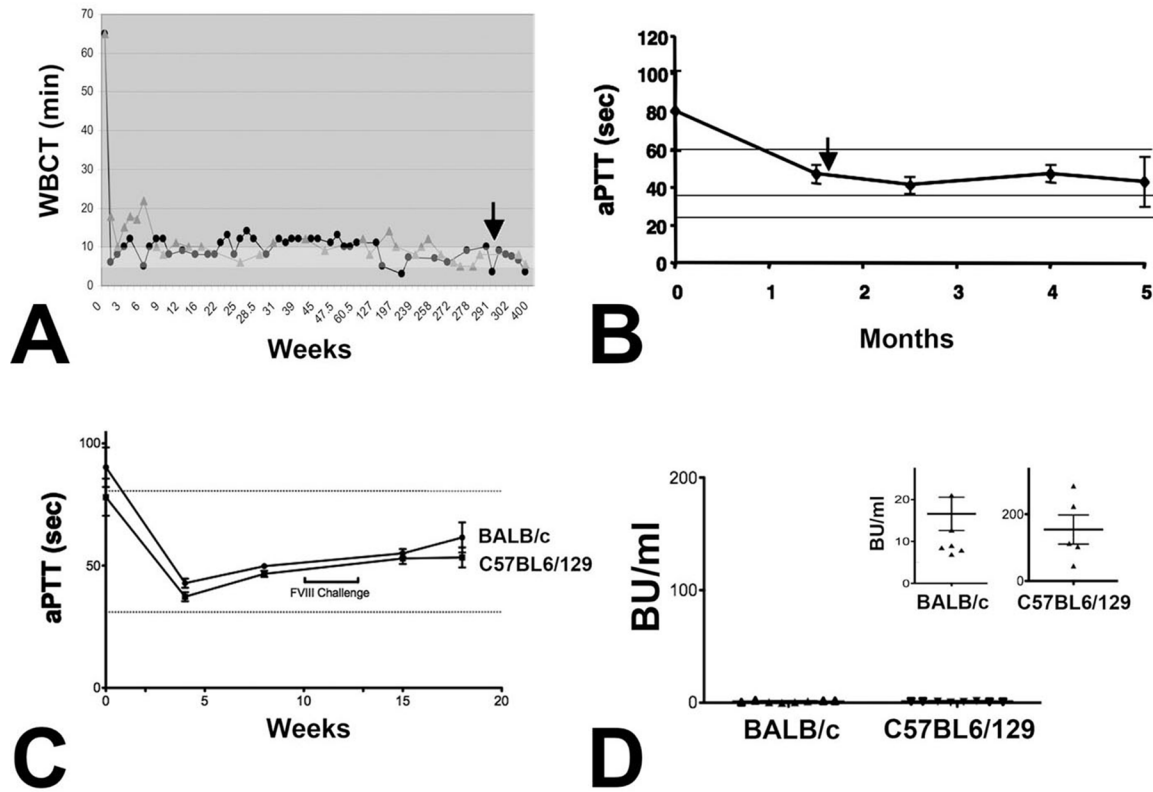 70
60
50
40
30
20
10
0
WBCT (min)
0 3 6 9 12 16 22 25 28.5 31 39 45 47.5 60.5 127 197 239 258 272 278 291 302 400
Weeks
A
120
100
80
60
40
20
0
aPTT (sec)
0 1 2 3 4 5
Months
B
100
50
0
aPTT (sec)
BALB/c
C57BL6/129
FVIII Challenge
0 5 10 15 20
Weeks
C
200
100
0
BU/ml
BALB/c C57BL6/129
20
10
0
BU/ml
BALB/c
200
0
C57BL6/129
D